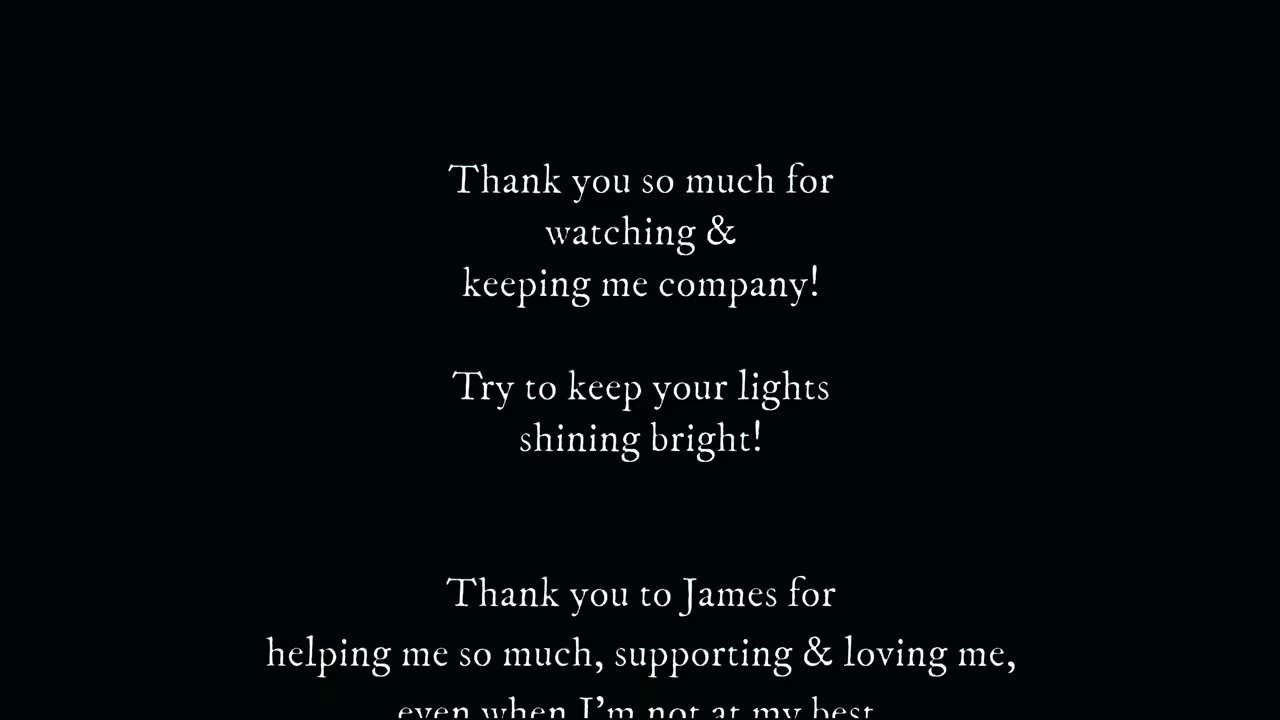 Thank you so much for
watching &
keeping me company!
Try to keep your lights
shining bright!
Thank you to James for
helping me so much, supporting & loving me,
even when I'm not at my best